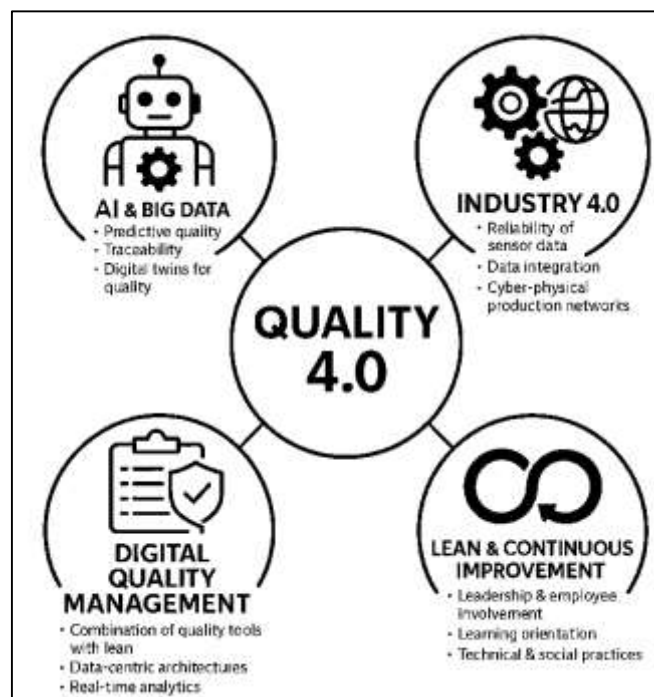 AI & BIG DATA
• Predictive quality
• Traceability
• Digital twins for
quality
INDUSTRY 4.0
• Reliability of
sensor data
• Data integration
• Cyber-physical
production networks
QUALITY
4.0
DIGITAL
QUALITY
MANAGEMENT
• Combination of quality tools
with lean
• Data-centric architectures
• Real-time analytics
LEAN & CONTINUOUS
IMPROVEMENT
• Leadership & employee
involvement
• Learning orientation
• Technical & social practices